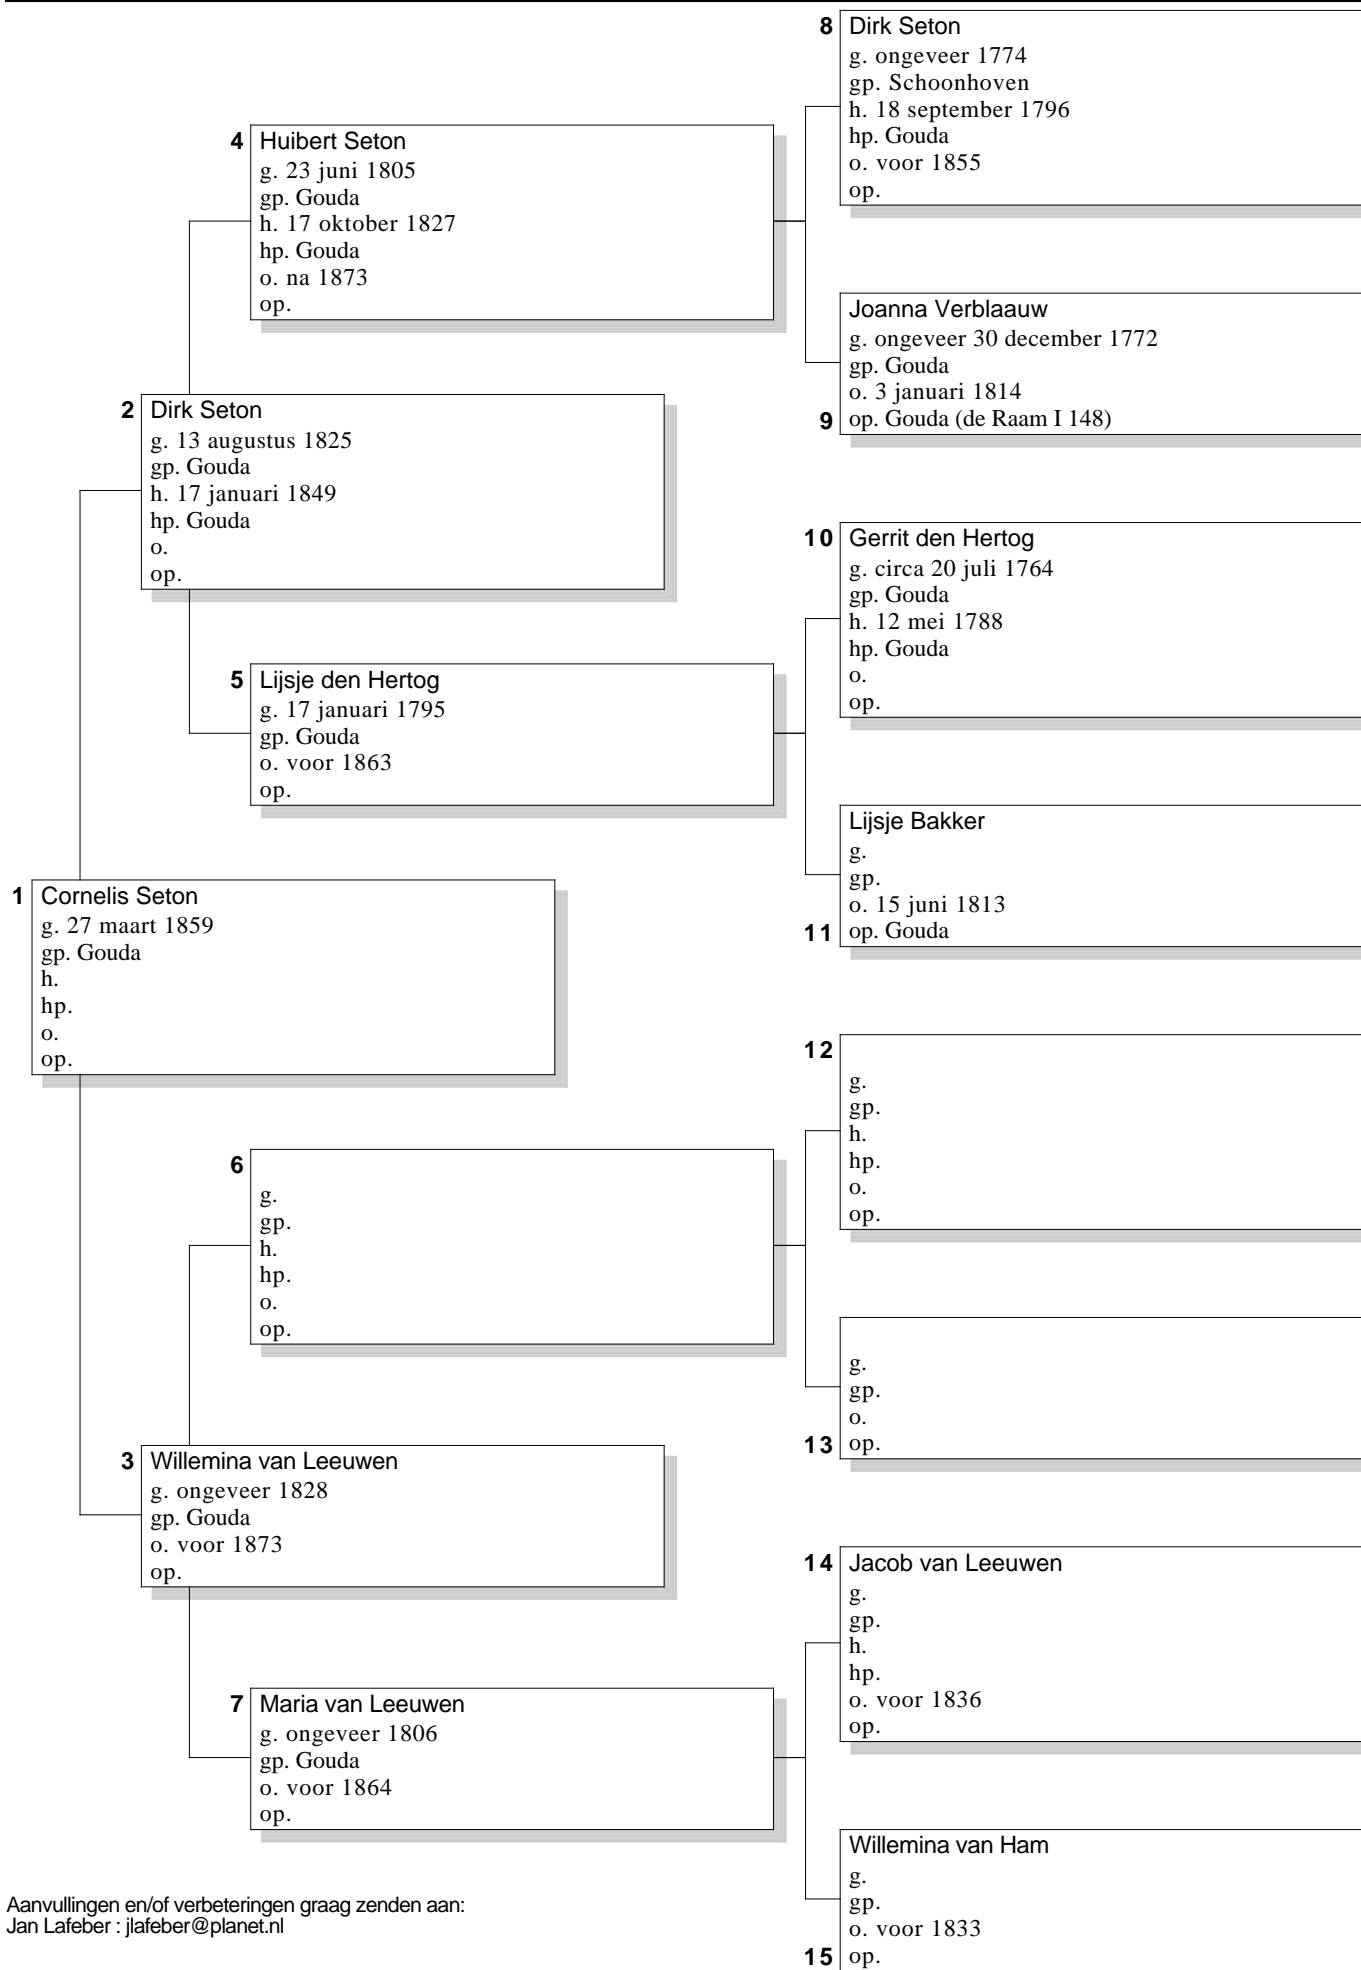 8 Dirk Seton
g. ongeveer 1774
gp. Schoonhoven
h. 18 september 1796
hp. Gouda
o. voor 1855
op.
4 Huibert Seton
g. 23 juni 1805
gp. Gouda
h. 17 oktober 1827
hp. Gouda
o. na 1873
op.
Joanna Verblaauw
g. ongeveer 30 december 1772
gp. Gouda
o. 3 januari 1814
9 op. Gouda (de Raam I 148)
2 Dirk Seton
g. 13 augustus 1825
gp. Gouda
h. 17 januari 1849
hp. Gouda
o.
op.
10 Gerrit den Hertog
g. circa 20 juli 1764
gp. Gouda
h. 12 mei 1788
hp. Gouda
o.
op.
5 Lijsje den Hertog
g. 17 januari 1795
gp. Gouda
o. voor 1863
op.
Lijsje Bakker
g.
gp.
o. 15 juni 1813
11 op. Gouda
1 Cornelis Seton
g. 27 maart 1859
gp. Gouda
h.
hp.
o.
op.
12
g.
gp.
h.
hp.
o.
op.
6
g.
gp.
h.
hp.
o.
op.
g.
gp.
o.
13 op.
3 Willemina van Leeuwen
g. ongeveer 1828
gp. Gouda
o. voor 1873
op.
14 Jacob van Leeuwen
g.
gp.
h.
hp.
o. voor 1836
op.
7 Maria van Leeuwen
g. ongeveer 1806
gp. Gouda
o. voor 1864
op.
Willemina van Ham
g.
gp.
o. voor 1833
15 op.
Aanvullingen en/of verbeteringen graag zenden aan:
Jan Lafeber : jlafeber@planet.nl